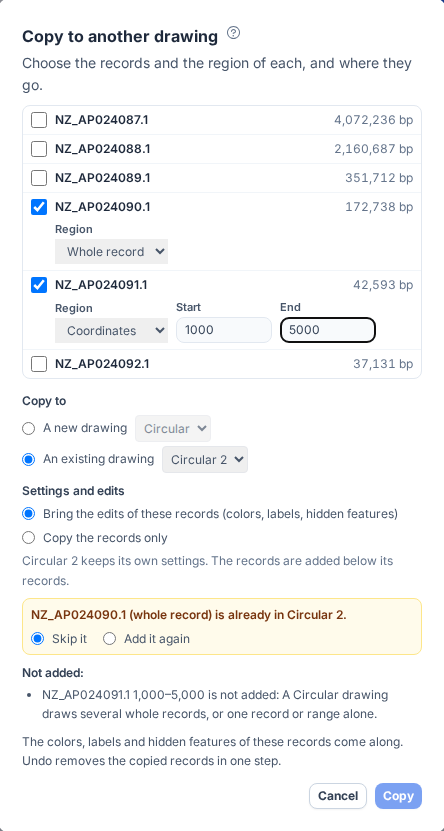 Copy to another drawing ?
Choose the records and the region of each, and where they
go.
NZ_AP024087.1 4,072,236 bp
NZ_AP024088.1 2,160,687 bp
NZ_AP024089.1 351,712 bp
NZ_AP024090.1 172,738 bp
Region
Whole record
NZ_AP024091.1 42,593 bp
Region Start End
Coordinates 1000 5000
NZ_AP024092.1 37,131 bp
Copy to
A new drawing Circular
An existing drawing Circular 2
Settings and edits
Bring the edits of these records (colors, labels, hidden features)
Copy the records only
Circular 2 keeps its own settings. The records are added below its
records.
NZ_AP024090.1 (whole record) is already in Circular 2.
Skip it Add it again
Not added:
• NZ_AP024091.1 1,000–5,000 is not added: A Circular drawing
draws several whole records, or one record or range alone.
The colors, labels and hidden features of these records come along.
Undo removes the copied records in one step.
Cancel Copy